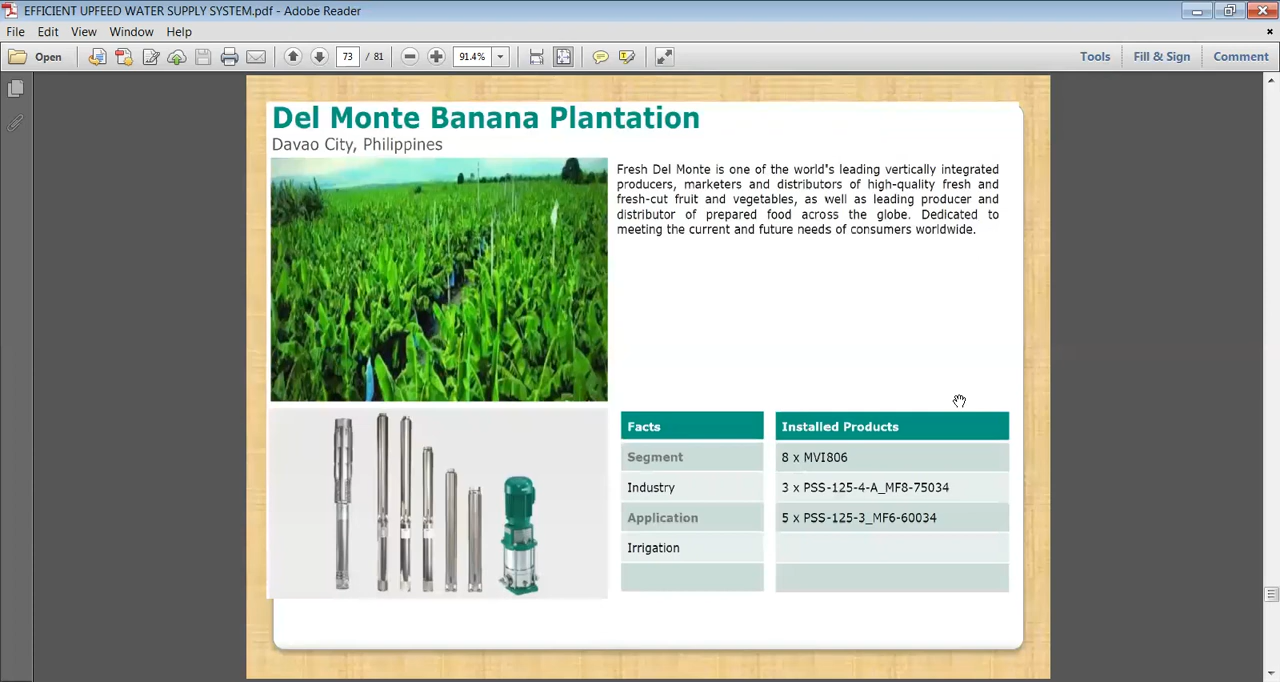 EFFICIENT UPFEED WATER SUPPLY SYSTEM.pdf - Adobe Reader
File Edit View Window Help
Open 73 / 81 91.4% Tools Fill & Sign Comment
Del Monte Banana Plantation
Davao City, Philippines
Fresh Del Monte is one of the world's leading vertically integrated
producers, marketers and distributors of high-quality fresh and
fresh-cut fruit and vegetables, as well as leading producer and
distributor of prepared food across the globe. Dedicated to
meeting the current and future needs of consumers worldwide.
Facts Installed Products
Segment 8 x MVI806
Industry 3 x PSS-125-4-A_MF8-75034
Application 5 x PSS-125-3_MF6-60034
Irrigation